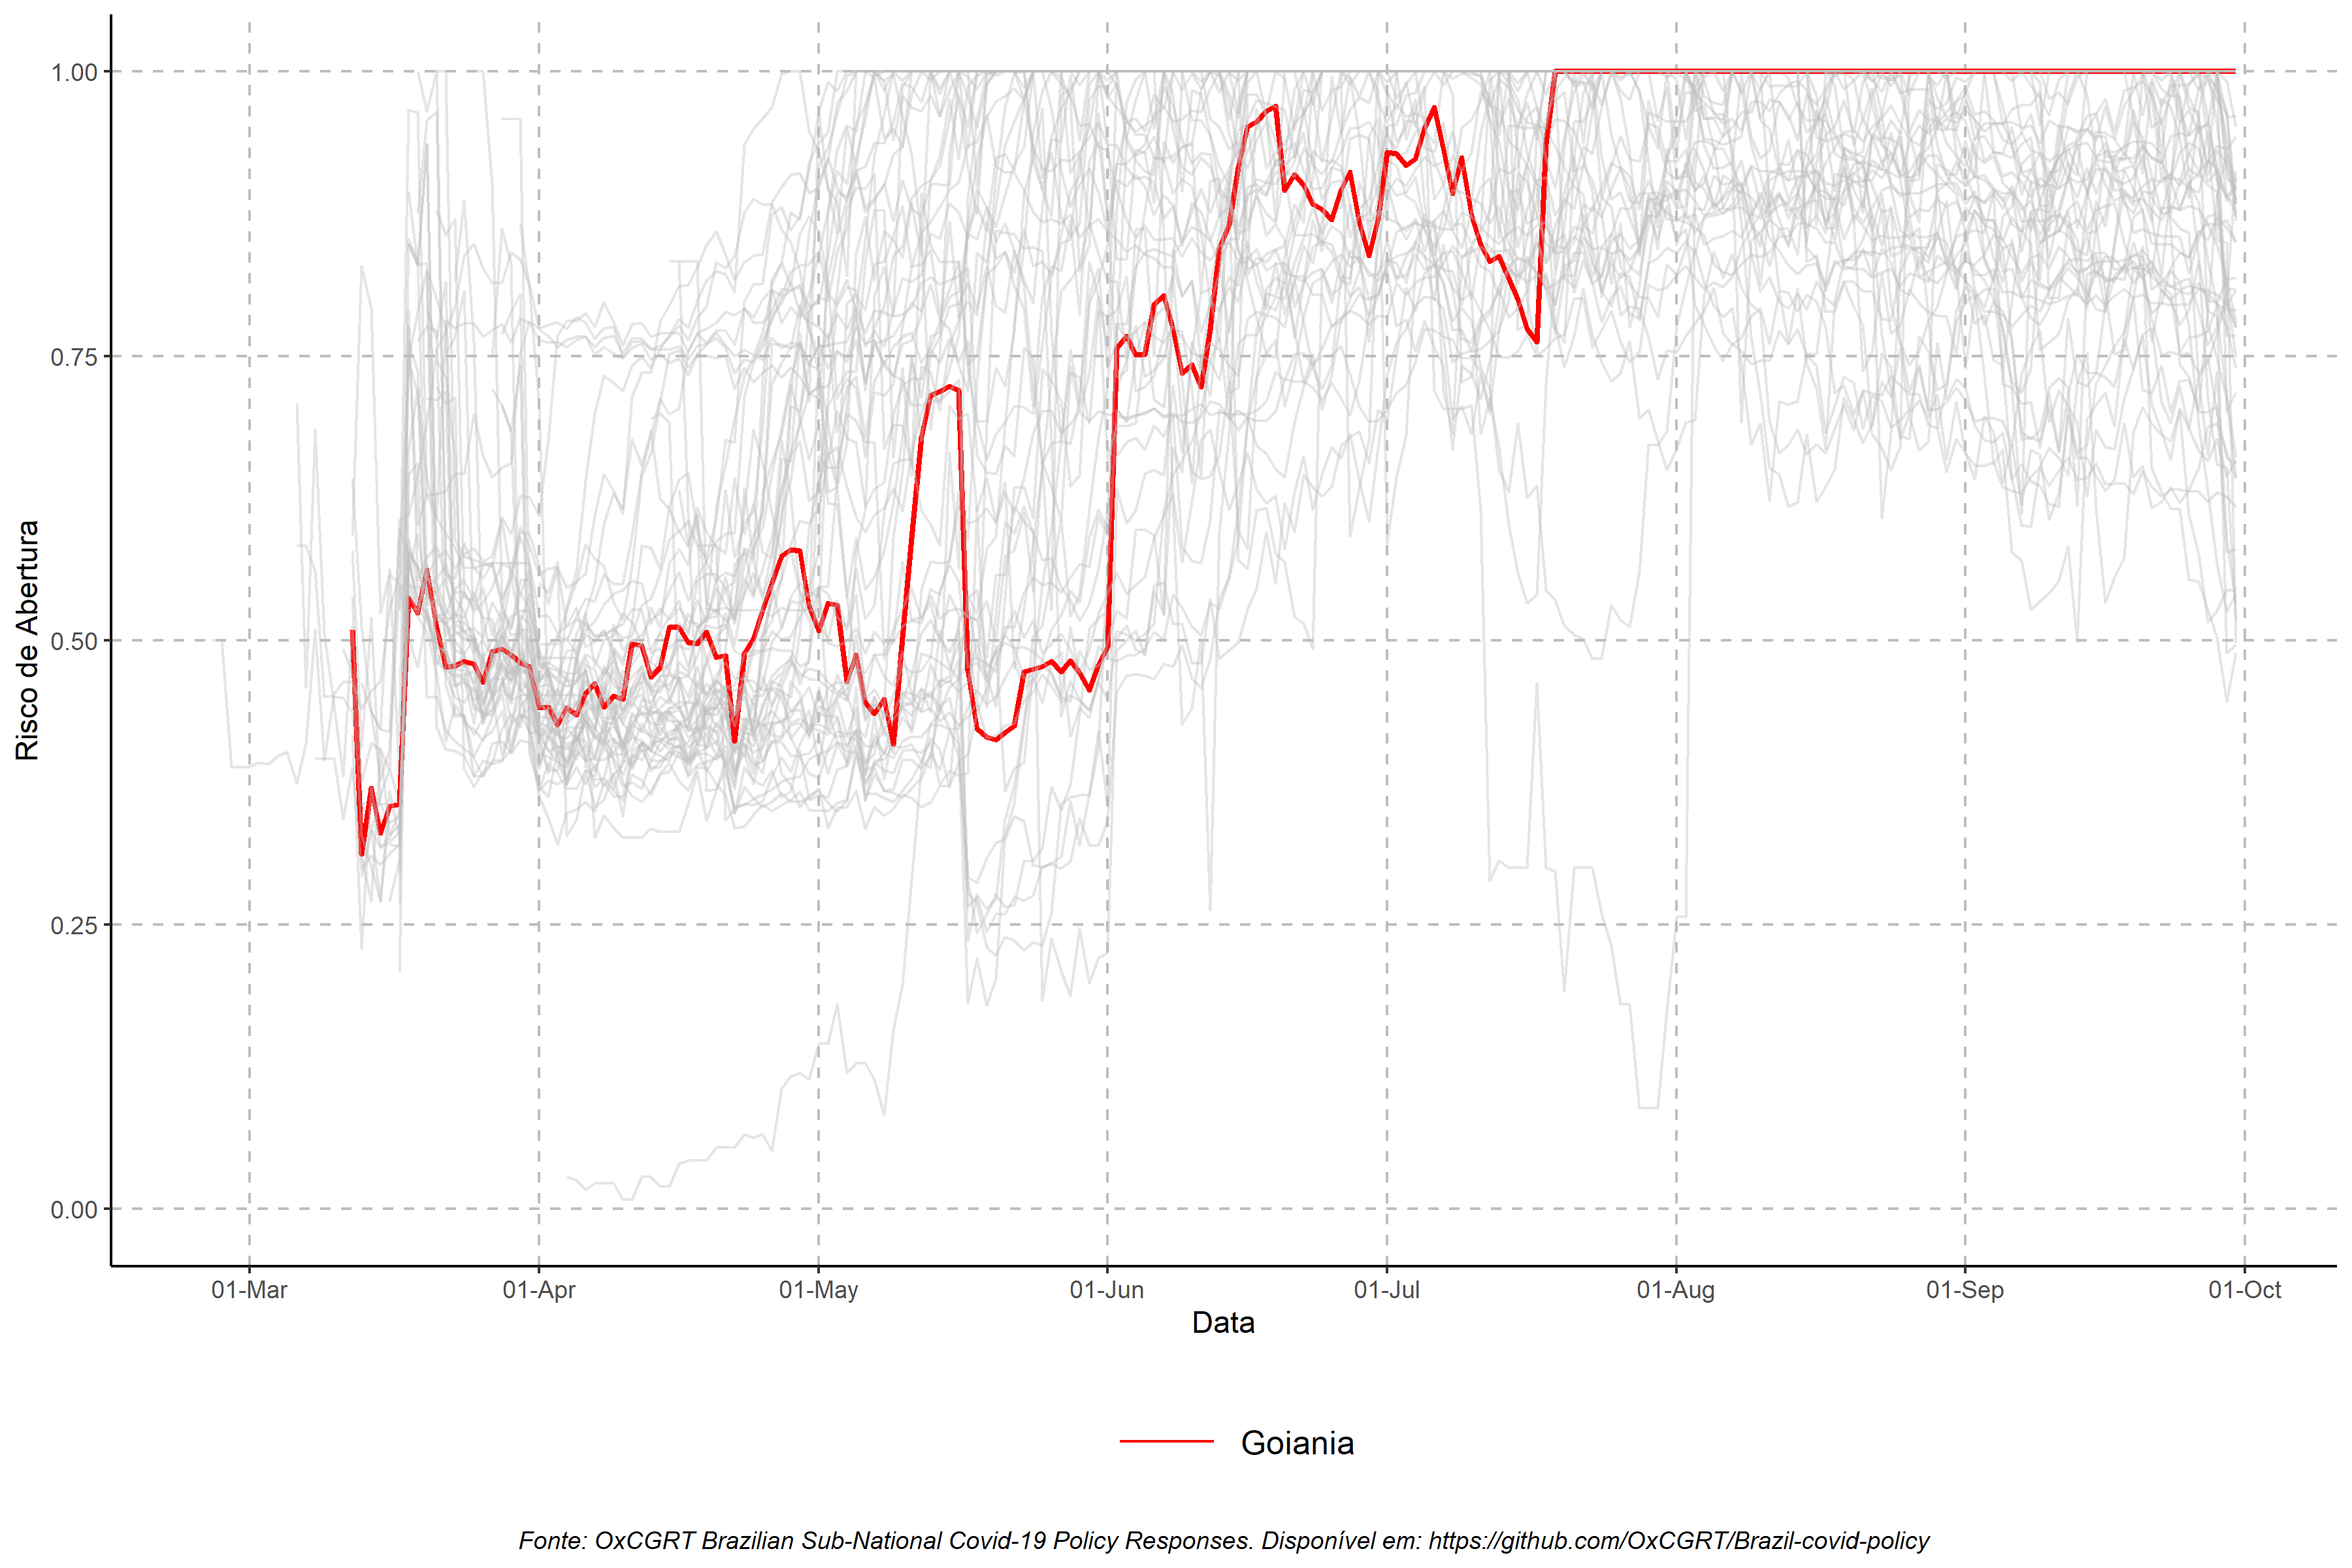 Risco de Abertura
1.00
0.75
0.50
0.25
0.00
01-Mar 01-Apr 01-May 01-Jun 01-Jul 01-Aug 01-Sep 01-Oct
Data
Goiania
Fonte: OxCGRT Brazilian Sub-National Covid-19 Policy Responses. Disponível em: https://github.com/OxCGRT/Brazil-covid-policy